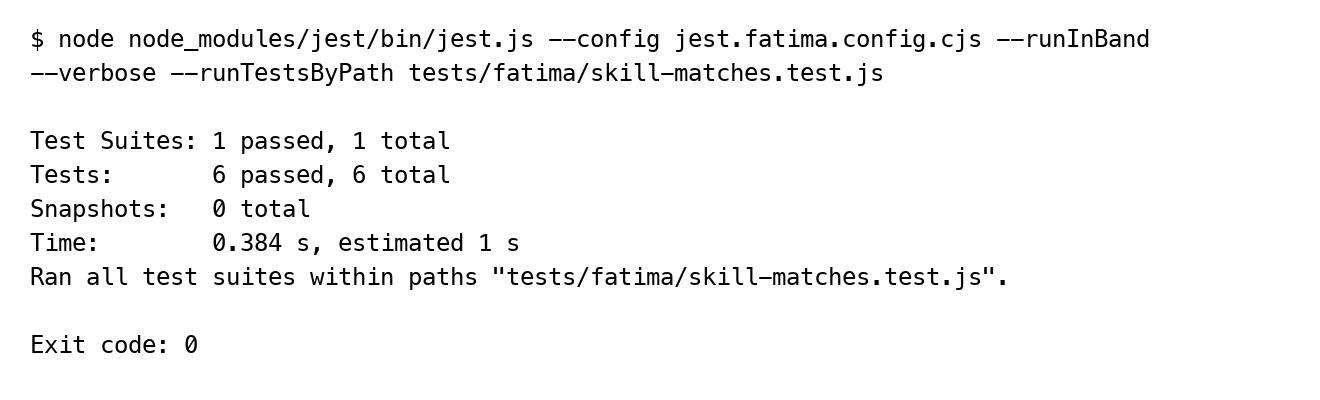 $ node node_modules/jest/bin/jest.js --config jest.fatima.config.cjs --runInBand
--verbose --runTestsByPath tests/fatima/skill-matches.test.js
Test Suites: 1 passed, 1 total
Tests:       6 passed, 6 total
Snapshots:   0 total
Time:        0.384 s, estimated 1 s
Ran all test suites within paths "tests/fatima/skill-matches.test.js".
Exit code: 0